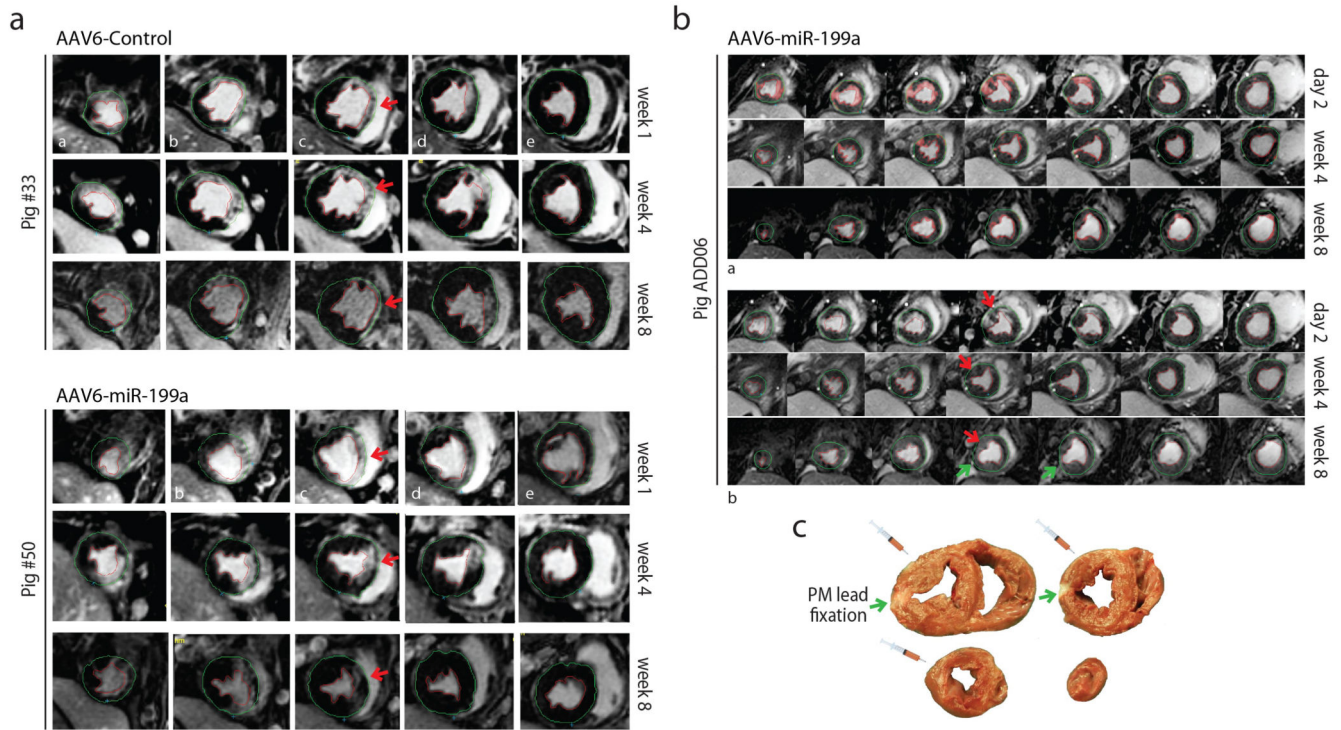 a
AAV6-Control
Pig #33
a b c d e
week 1
week 4
week 8
AAV6-miR-199a
Pig #50
b c d e
week 1
week 4
week 8
b
AAV6-miR-199a
Pig ADD06
day 2
week 4
week 8
a
day 2
week 4
week 8
b
c
PM lead
fixation